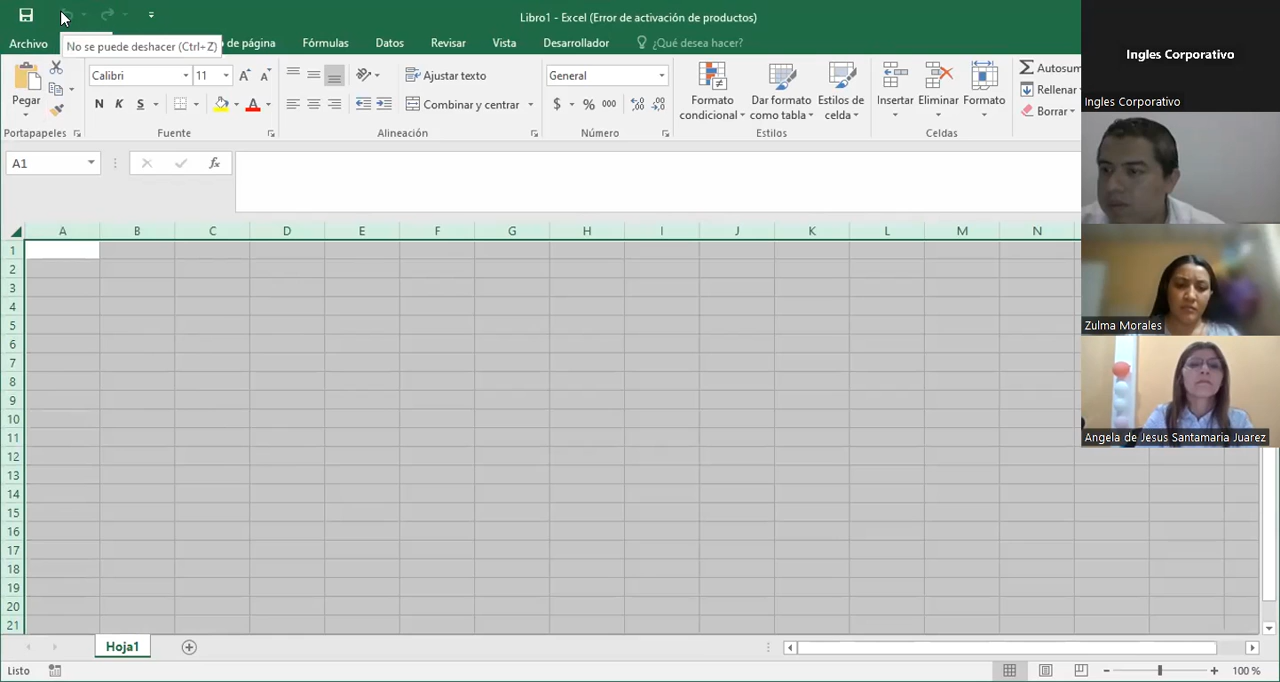 Libro1 - Excel (Error de activación de productos)
Archivo
No se puede deshacer (Ctrl+Z)
de página
Fórmulas
Datos
Revisar
Vista
Desarrollador
¿Qué desea hacer?
Pegar
Portapapeles
Calibri
11
N K S
Fuente
Ajustar texto
Combinar y centrar
Alineación
General
$ % 000
Número
Formato
condicional
Dar formato
como tabla
Estilos de
celda
Estilos
Insertar
Eliminar
Formato
Celdas
Autosum
Rellenar
Borrar
A1
fx
A B C D E F G H I J K L M N
1
2
3
4
5
6
7
8
9
10
11
12
13
14
15
16
17
18
19
20
21
Hoja1
Listo
100 %
Ingles Corporativo
Ingles Corporativo
Zulma Morales
Angela de Jesus Santamaria Juarez